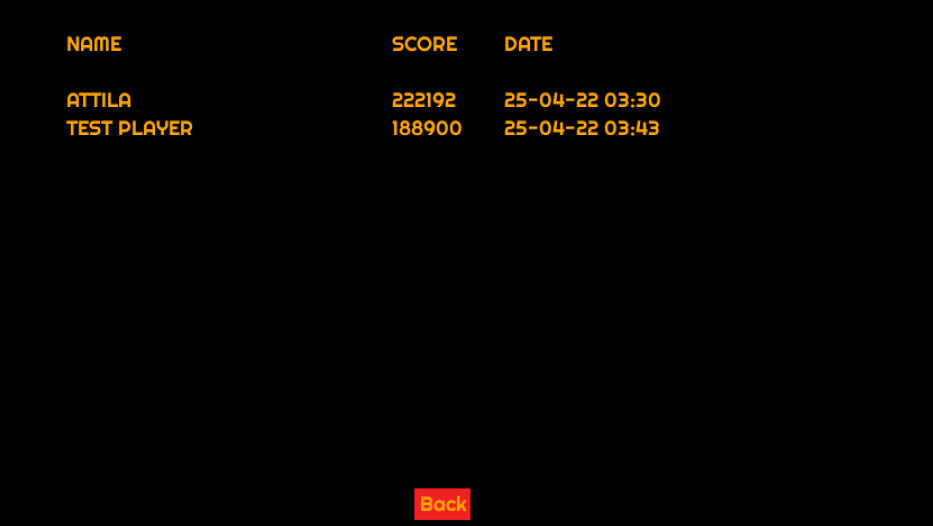 NAME SCORE DATE
ATTILA 222192 25-04-22 03:30
TEST PLAYER 188900 25-04-22 03:43
Back